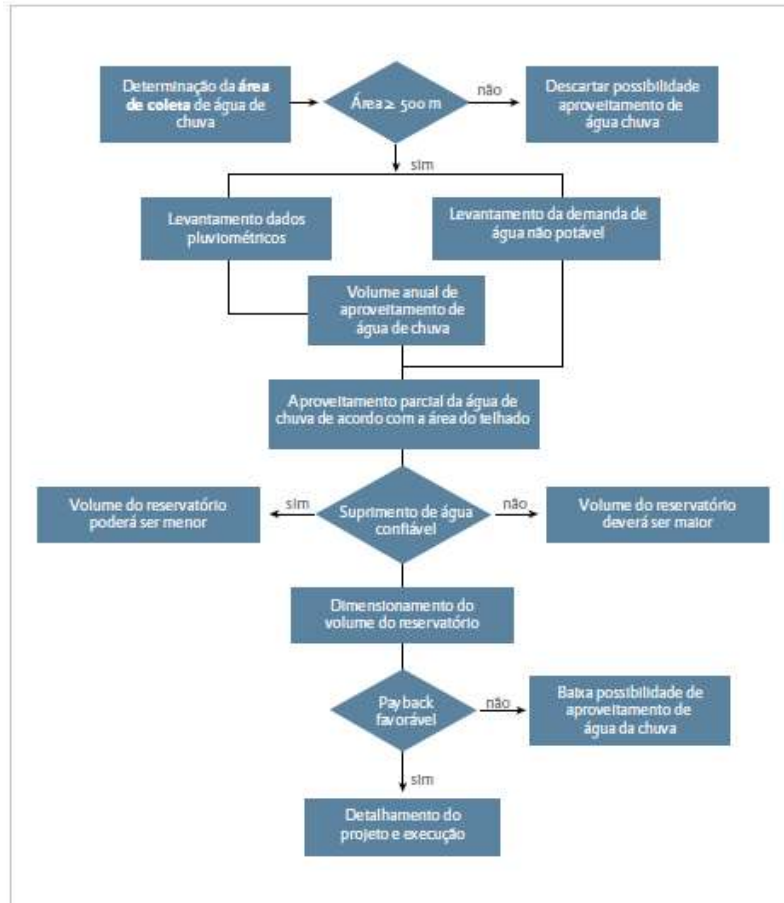 Determinação da área
de coleta de água de
chuva
Área ≥ 500 m
não
Descartar possibilidade
aproveitamento de
água chuva
sim
Levantamento dados
pluviométricos
Levantamento da demanda de
água não potável
Volume anual de
aproveitamento de
água de chuva
Aproveitamento parcial da água de
chuva de acordo com a área do telhado
Volume do reservatório
poderá ser menor
sim
Suprimento de água
confiável
não
Volume do reservatório
deverá ser maior
Dimensionamento do
volume do reservatório
Payback
favorável
não
Baixa possibilidade de
aproveitamento de
água da chuva
sim
Detalhamento do
projeto e execução